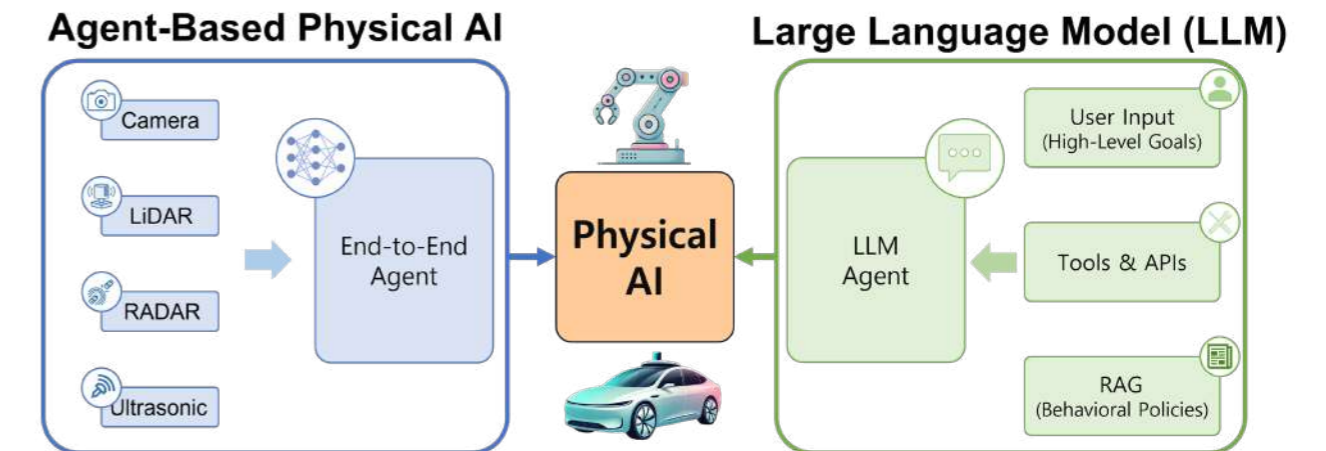 Agent-Based Physical AI
Large Language Model (LLM)
Camera
LiDAR
RADAR
Ultrasonic
End-to-End
Agent
Physical
AI
LLM
Agent
User Input
(High-Level Goals)
Tools & APIs
RAG
(Behavioral Policies)